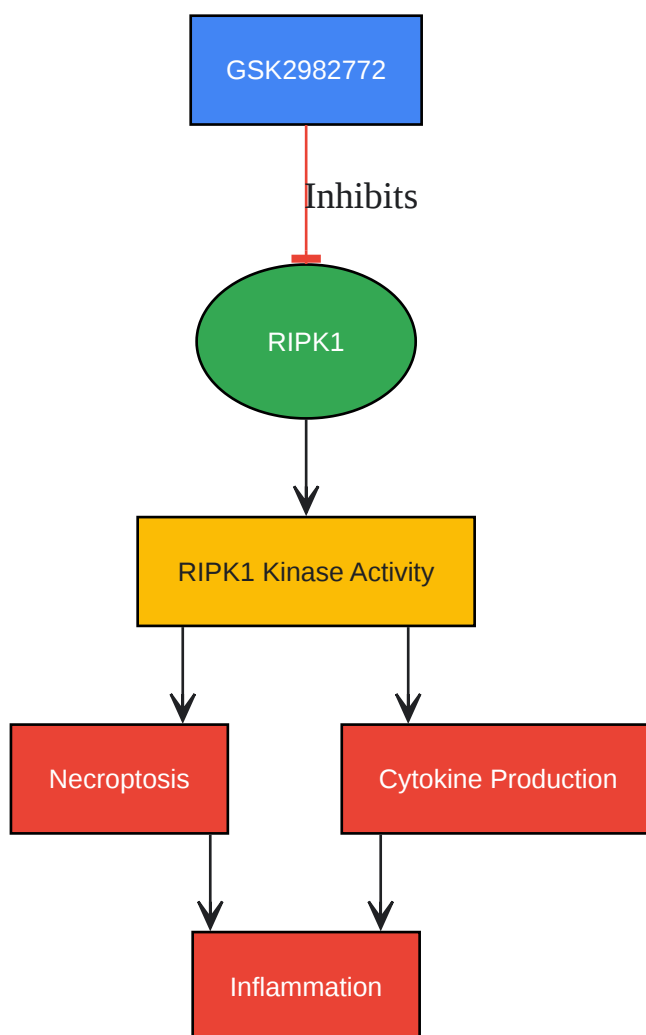 GSK2982772
Inhibits
RIPK1
RIPK1 Kinase Activity
Necroptosis
Cytokine Production
Inflammation